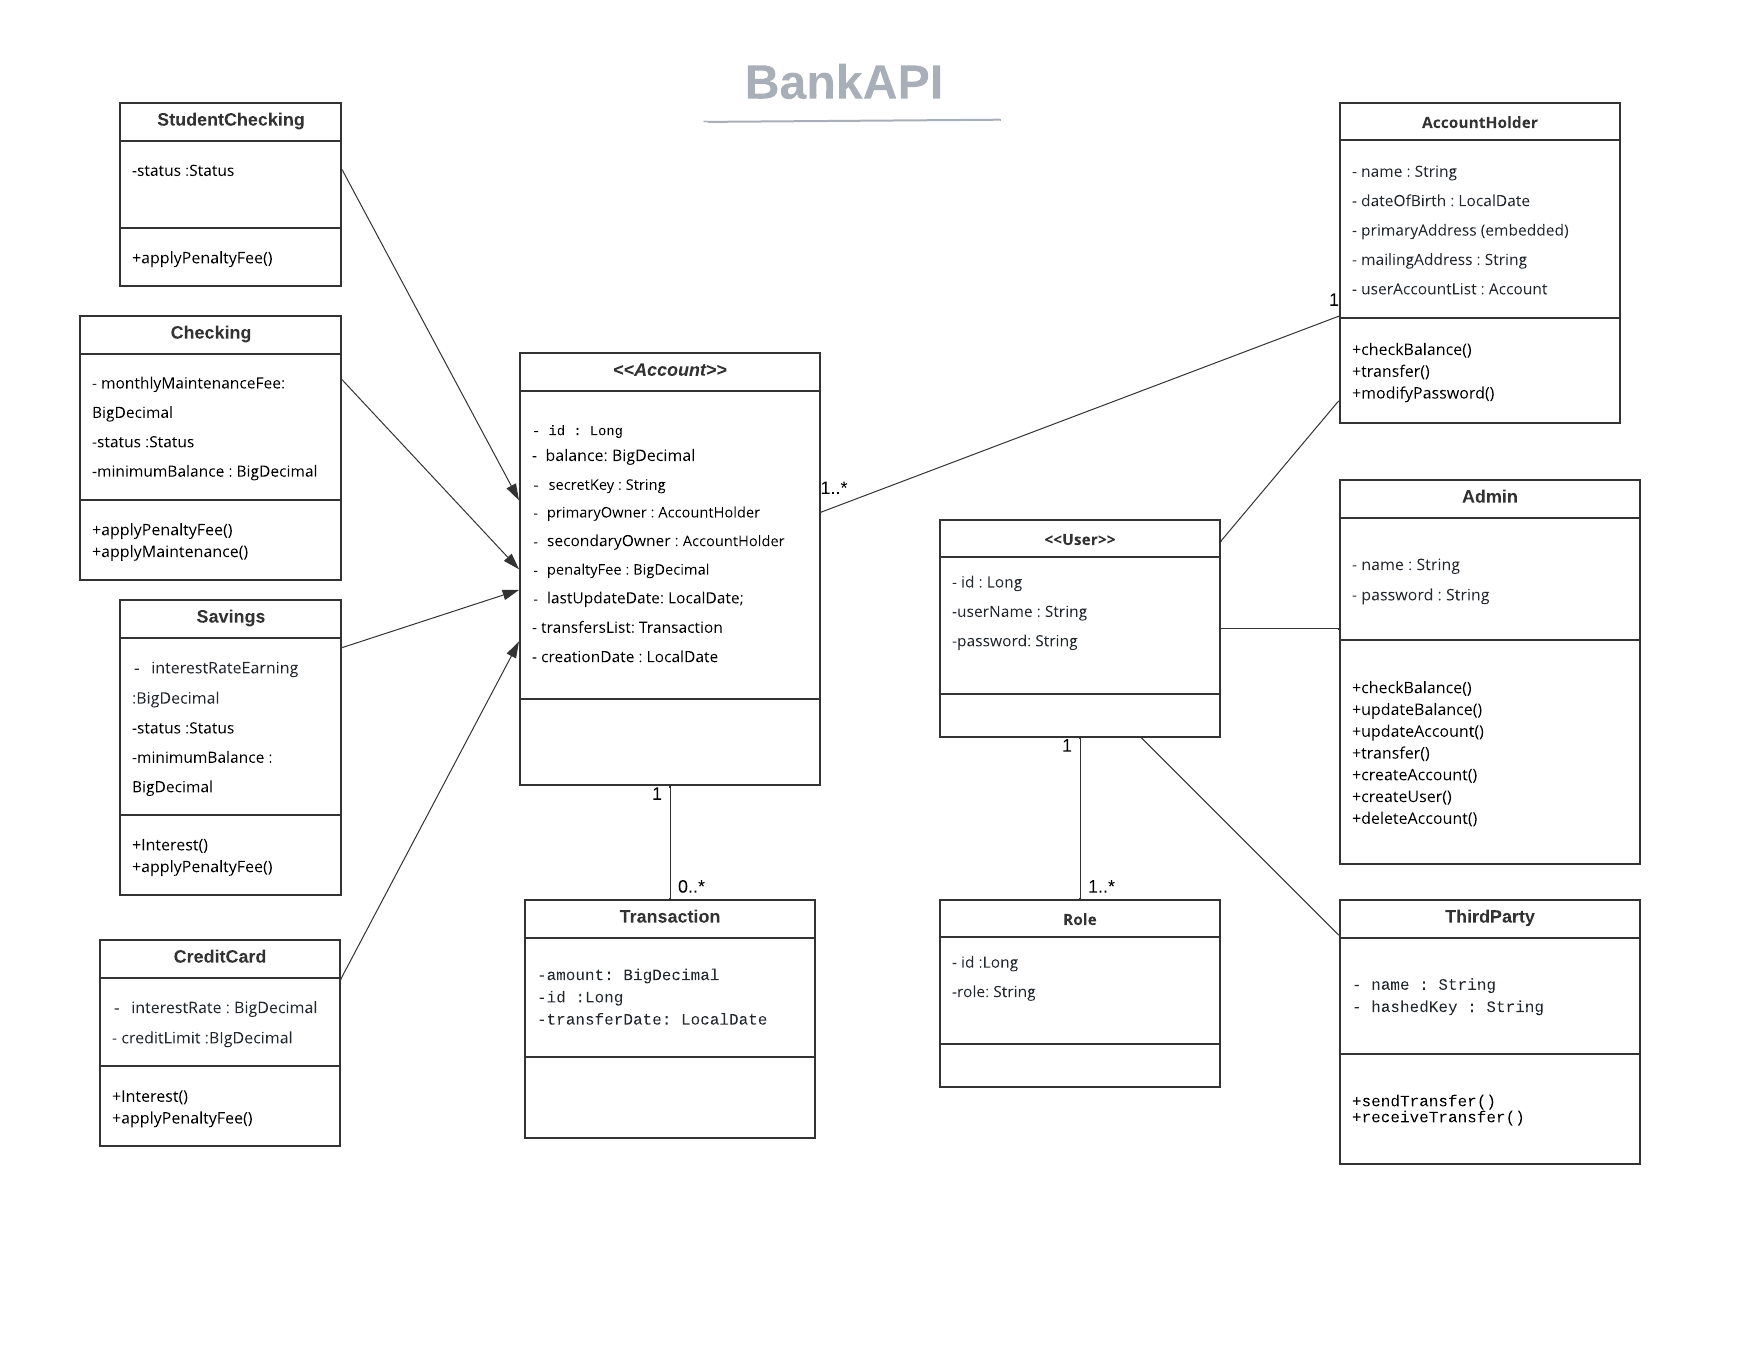 BankAPI
StudentChecking
-status :Status
+applyPenaltyFee()
Checking
- monthlyMaintenanceFee:
BigDecimal
-status :Status
-minimumBalance : BigDecimal
+applyPenaltyFee()
+applyMaintenance()
Savings
- interestRateEarning
:BigDecimal
-status :Status
-minimumBalance :
BigDecimal
+Interest()
+applyPenaltyFee()
CreditCard
- interestRate : BigDecimal
- creditLimit :BIgDecimal
+Interest()
+applyPenaltyFee()
<<Account>>
- id : Long
- balance: BigDecimal
- secretKey : String
- primaryOwner : AccountHolder
- secondaryOwner : AccountHolder
- penaltyFee : BigDecimal
- lastUpdateDate: LocalDate;
- transfersList: Transaction
- creationDate : LocalDate
1
0..*
Transaction
-amount: BigDecimal
-id :Long
-transferDate: LocalDate
1..*
1
<<User>>
- id : Long
-userName : String
-password: String
1
1..*
Role
- id :Long
-role: String
AccountHolder
- name : String
- dateOfBirth : LocalDate
- primaryAddress (embedded)
- mailingAddress : String
- userAccountList : Account
+checkBalance()
+transfer()
+modifyPassword()
Admin
- name : String
- password : String
+checkBalance()
+updateBalance()
+updateAccount()
+transfer()
+createAccount()
+createUser()
+deleteAccount()
ThirdParty
- name : String
- hashedKey : String
+sendTransfer()
+receiveTransfer()